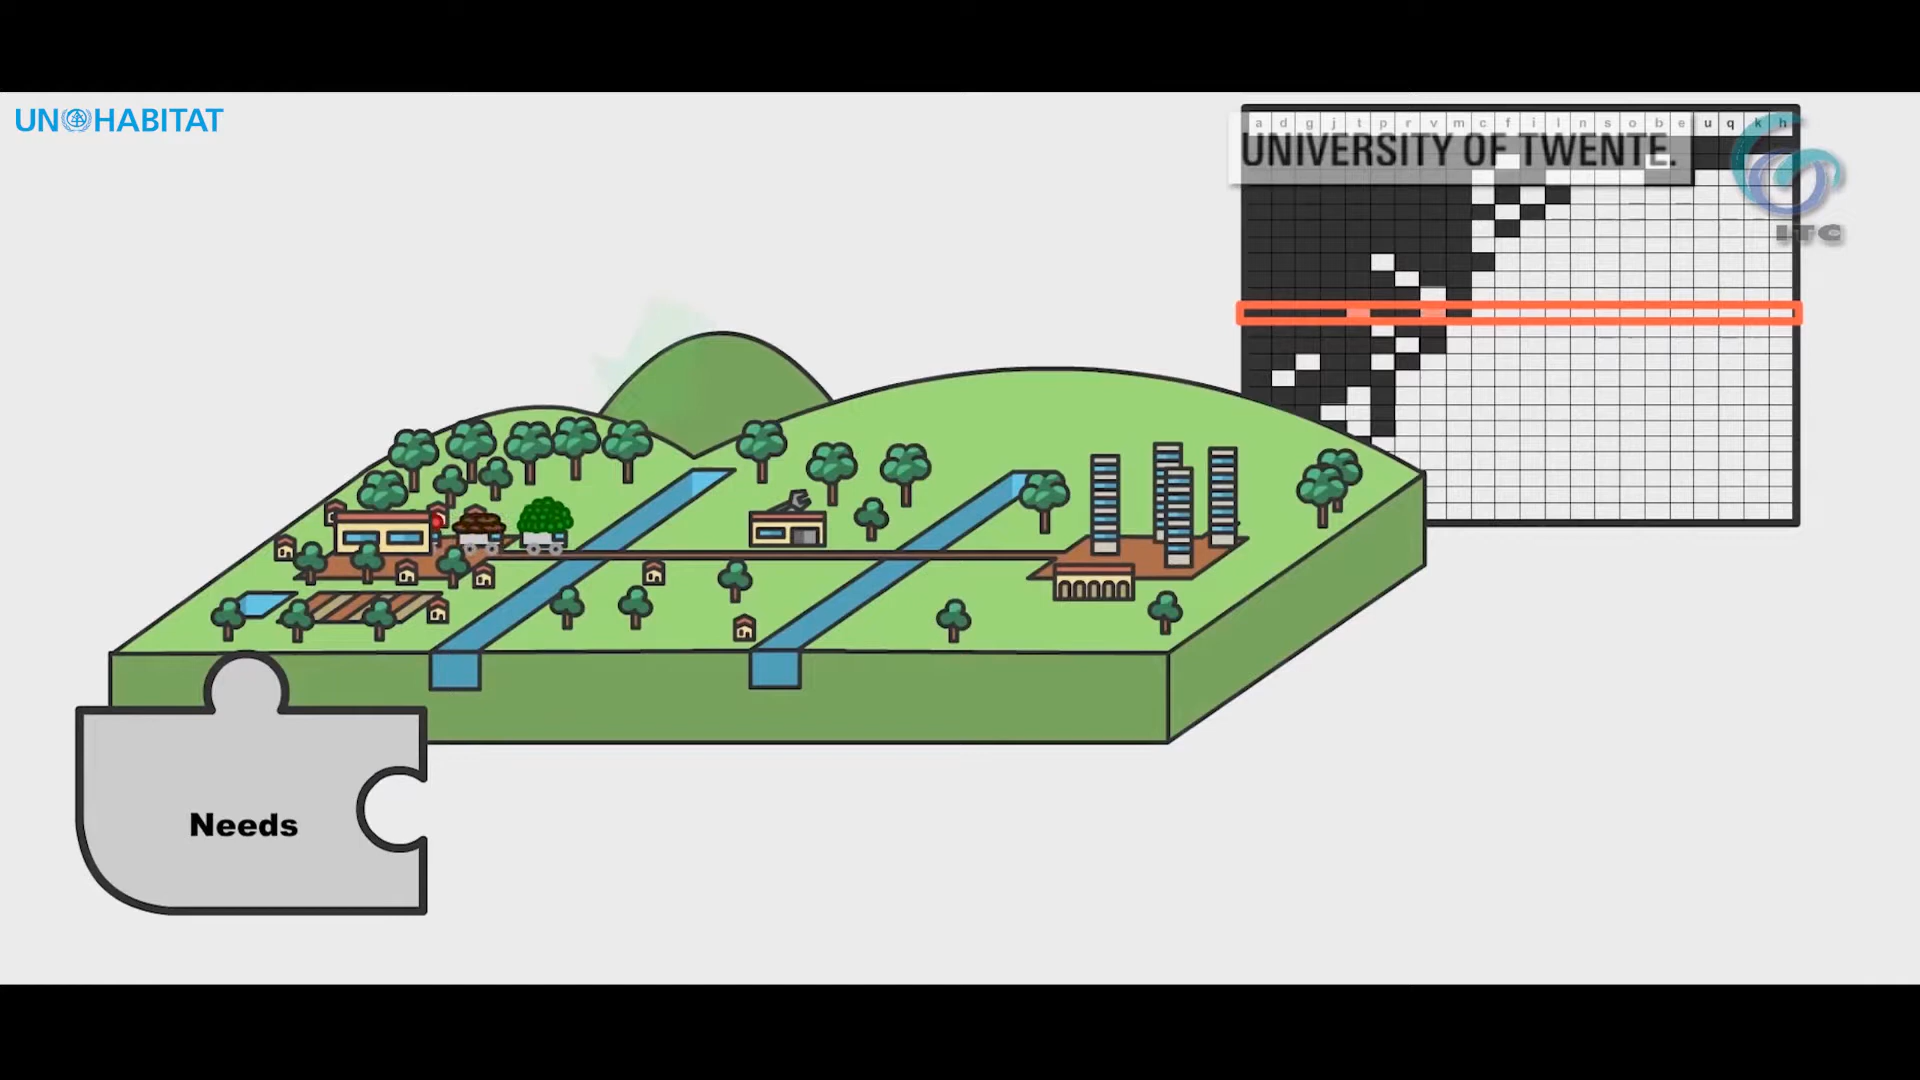 UN HABITAT
a d g j t p r v m c f i l n s o b e u q k h
UNIVERSITY OF TWENTE.
ITC
Needs